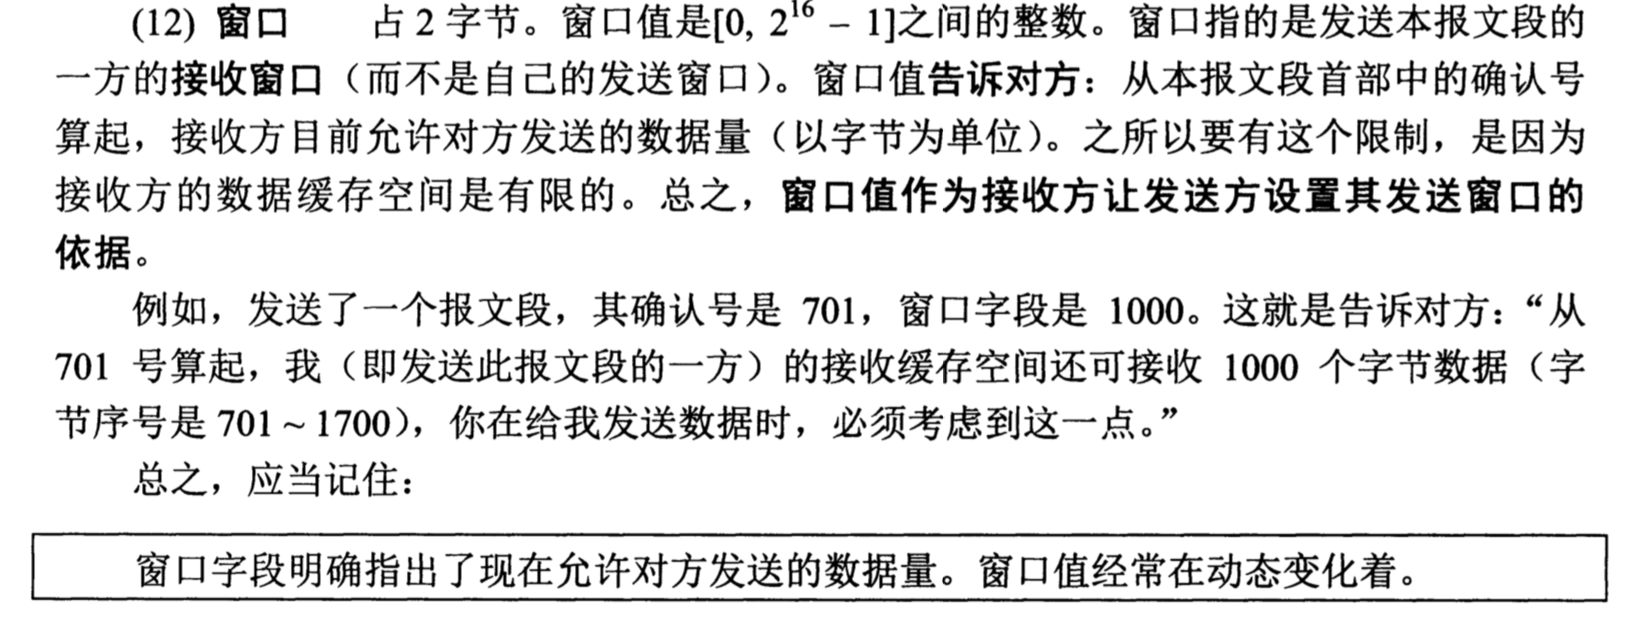 (12) 窗口  占 2 字节。窗口值是[0, 2¹⁶ – 1]之间的整数。窗口指的是发送本报文段的
一方的接收窗口（而不是自己的发送窗口）。窗口值告诉对方：从本报文段首部中的确认号
算起，接收方目前允许对方发送的数据量（以字节为单位）。之所以要有这个限制，是因为
接收方的数据缓存空间是有限的。总之，窗口值作为接收方让发送方设置其发送窗口的
依据。
例如，发送了一个报文段，其确认号是 701，窗口字段是 1000。这就是告诉对方：“从
701 号算起，我（即发送此报文段的一方）的接收缓存空间还可接收 1000 个字节数据（字
节序号是 701 ~ 1700），你在给我发送数据时，必须考虑到这一点。”
总之，应当记住：
窗口字段明确指出了现在允许对方发送的数据量。窗口值经常在动态变化着。